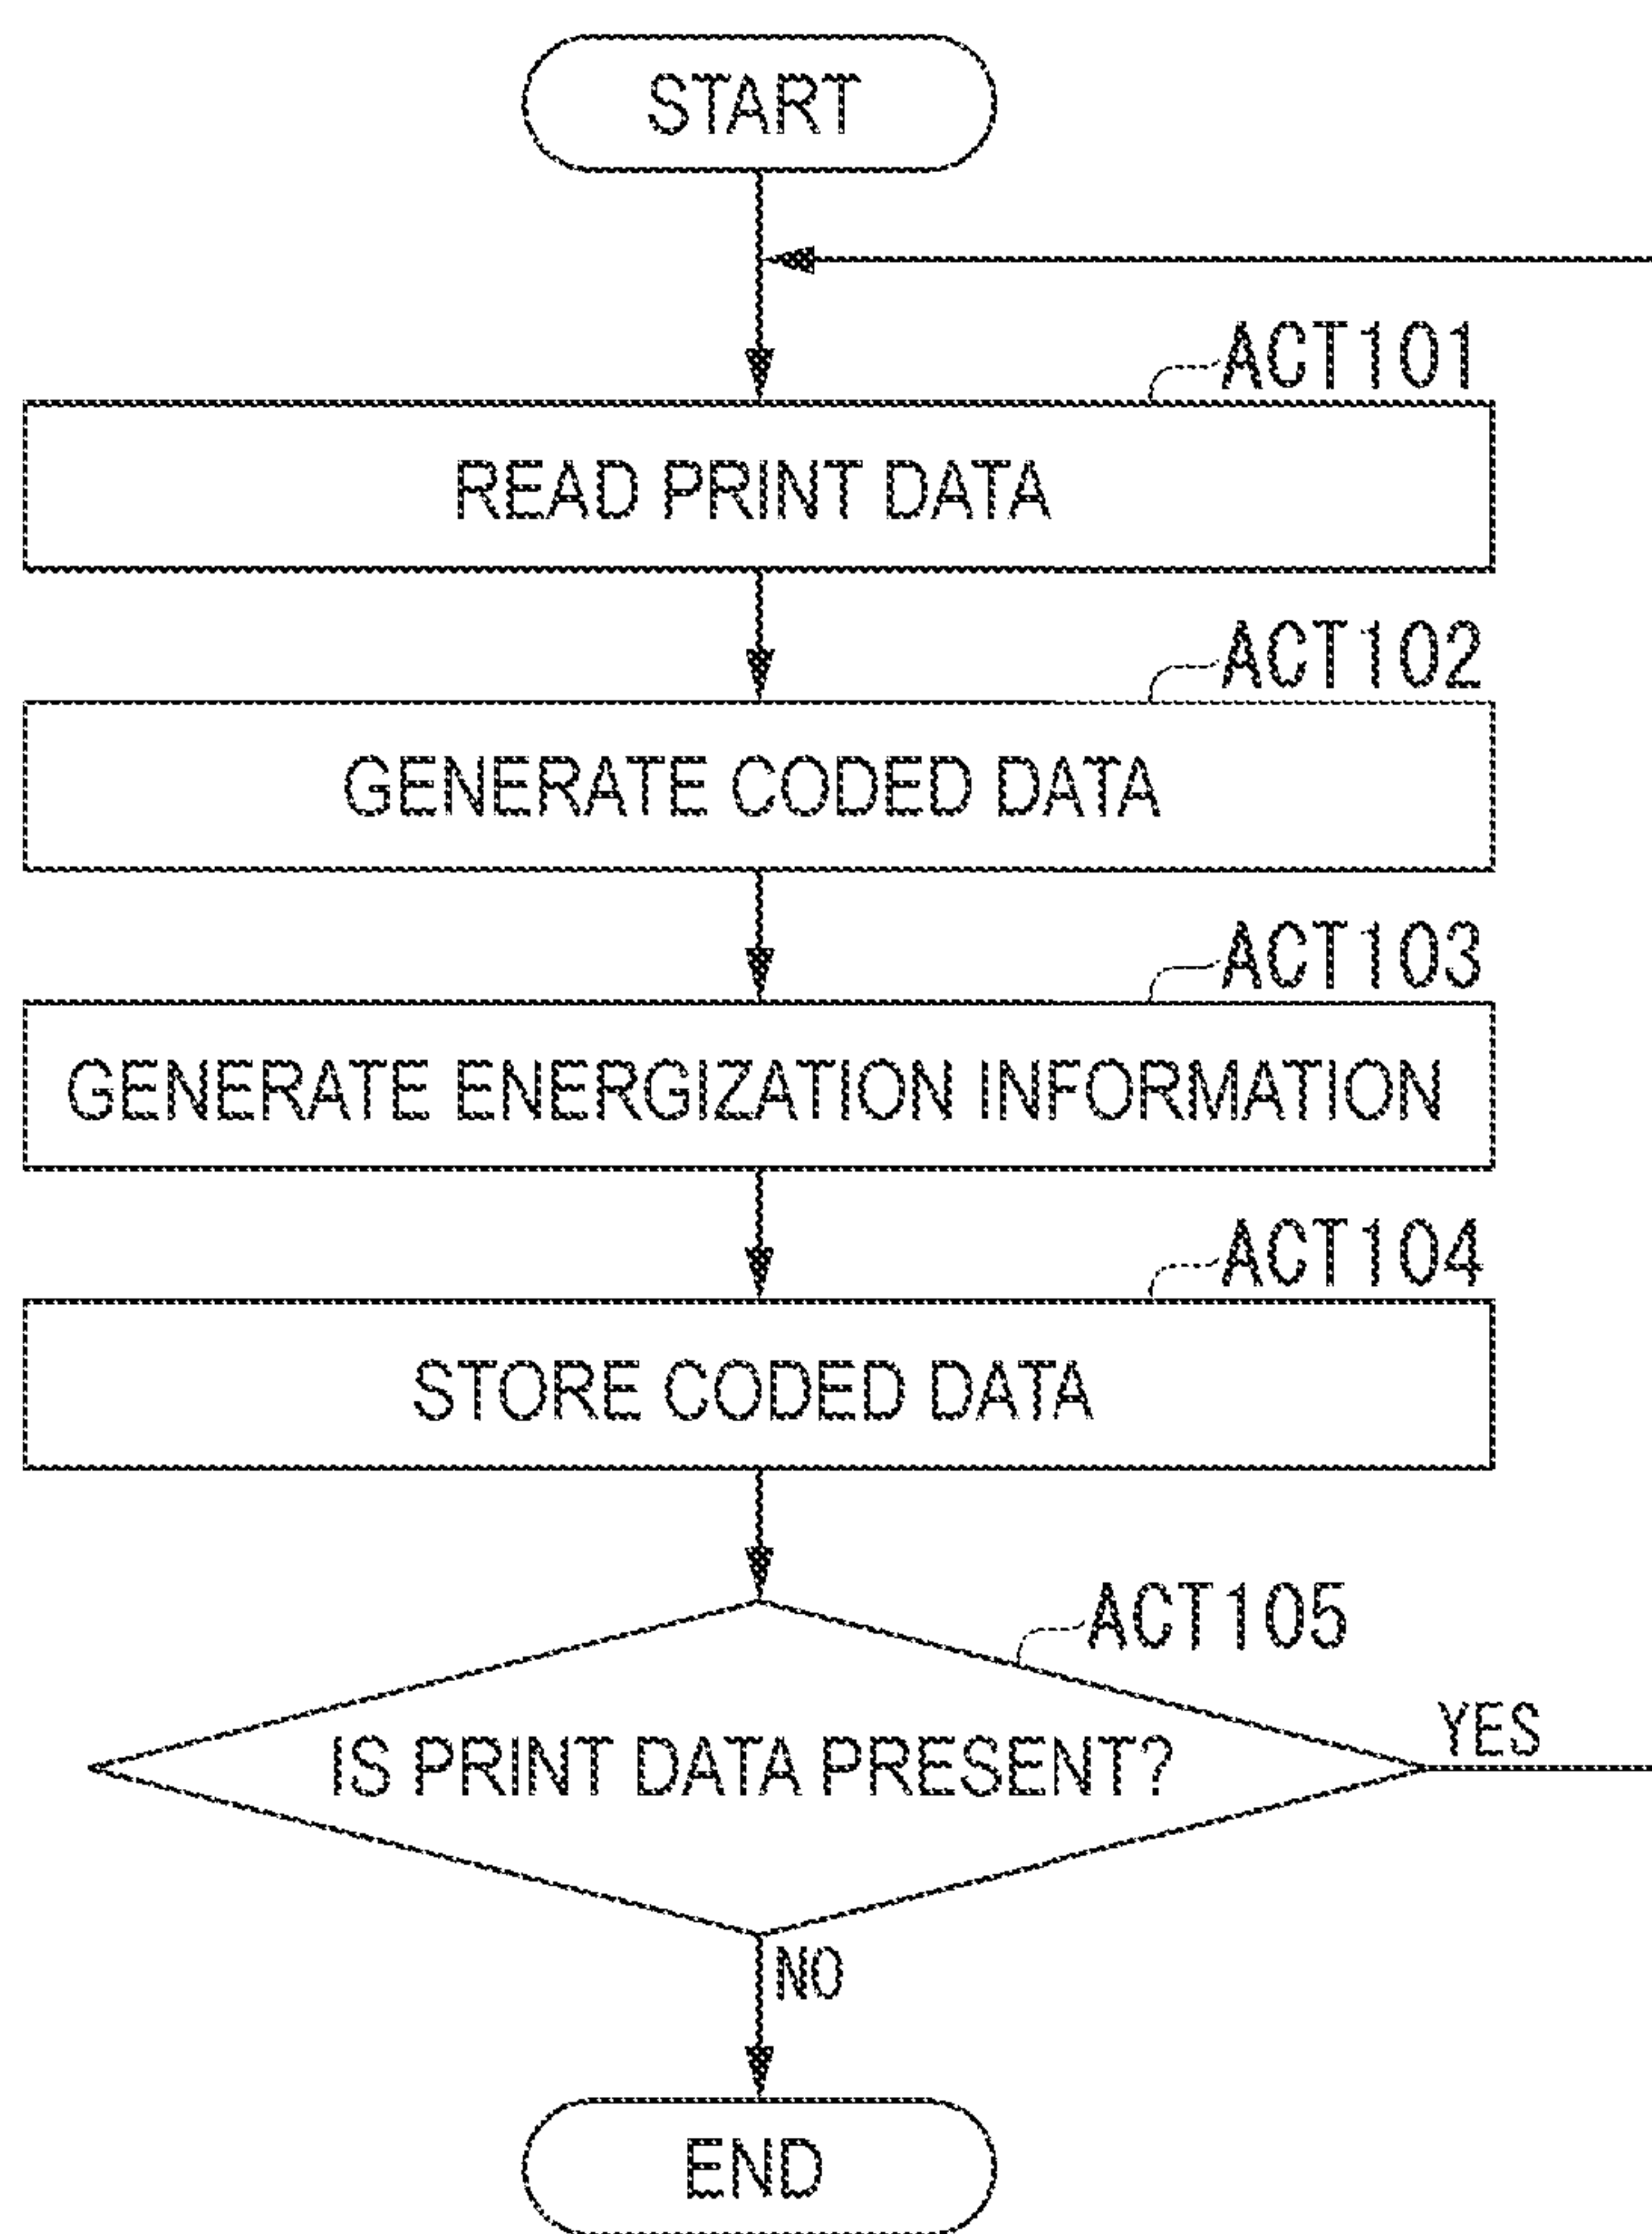 START
ACT101
READ PRINT DATA
ACT102
GENERATE CODED DATA
ACT103
GENERATE ENERGIZATION INFORMATION
ACT104
STORE CODED DATA
ACT105
IS PRINT DATA PRESENT?
YES
NO
END